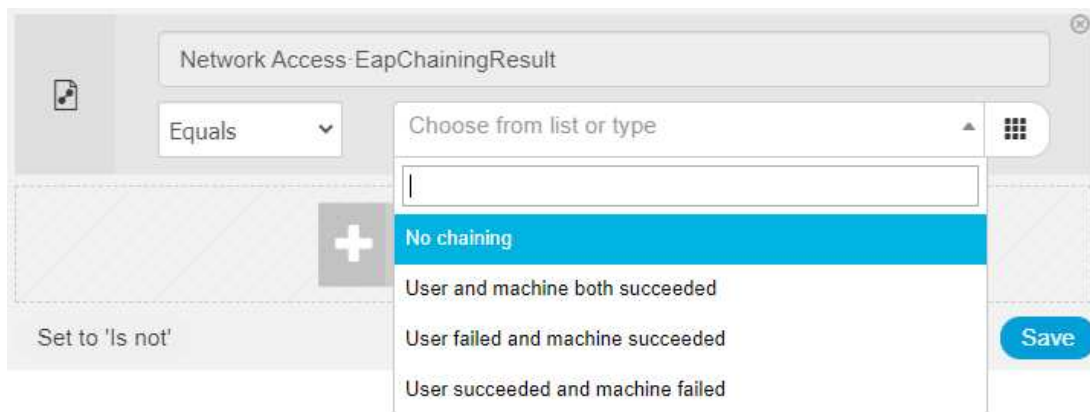 Network Access·EapChainingResult
Equals
Choose from list or type
No chaining
User and machine both succeeded
Set to 'Is not'
User failed and machine succeeded
Save
User succeeded and machine failed